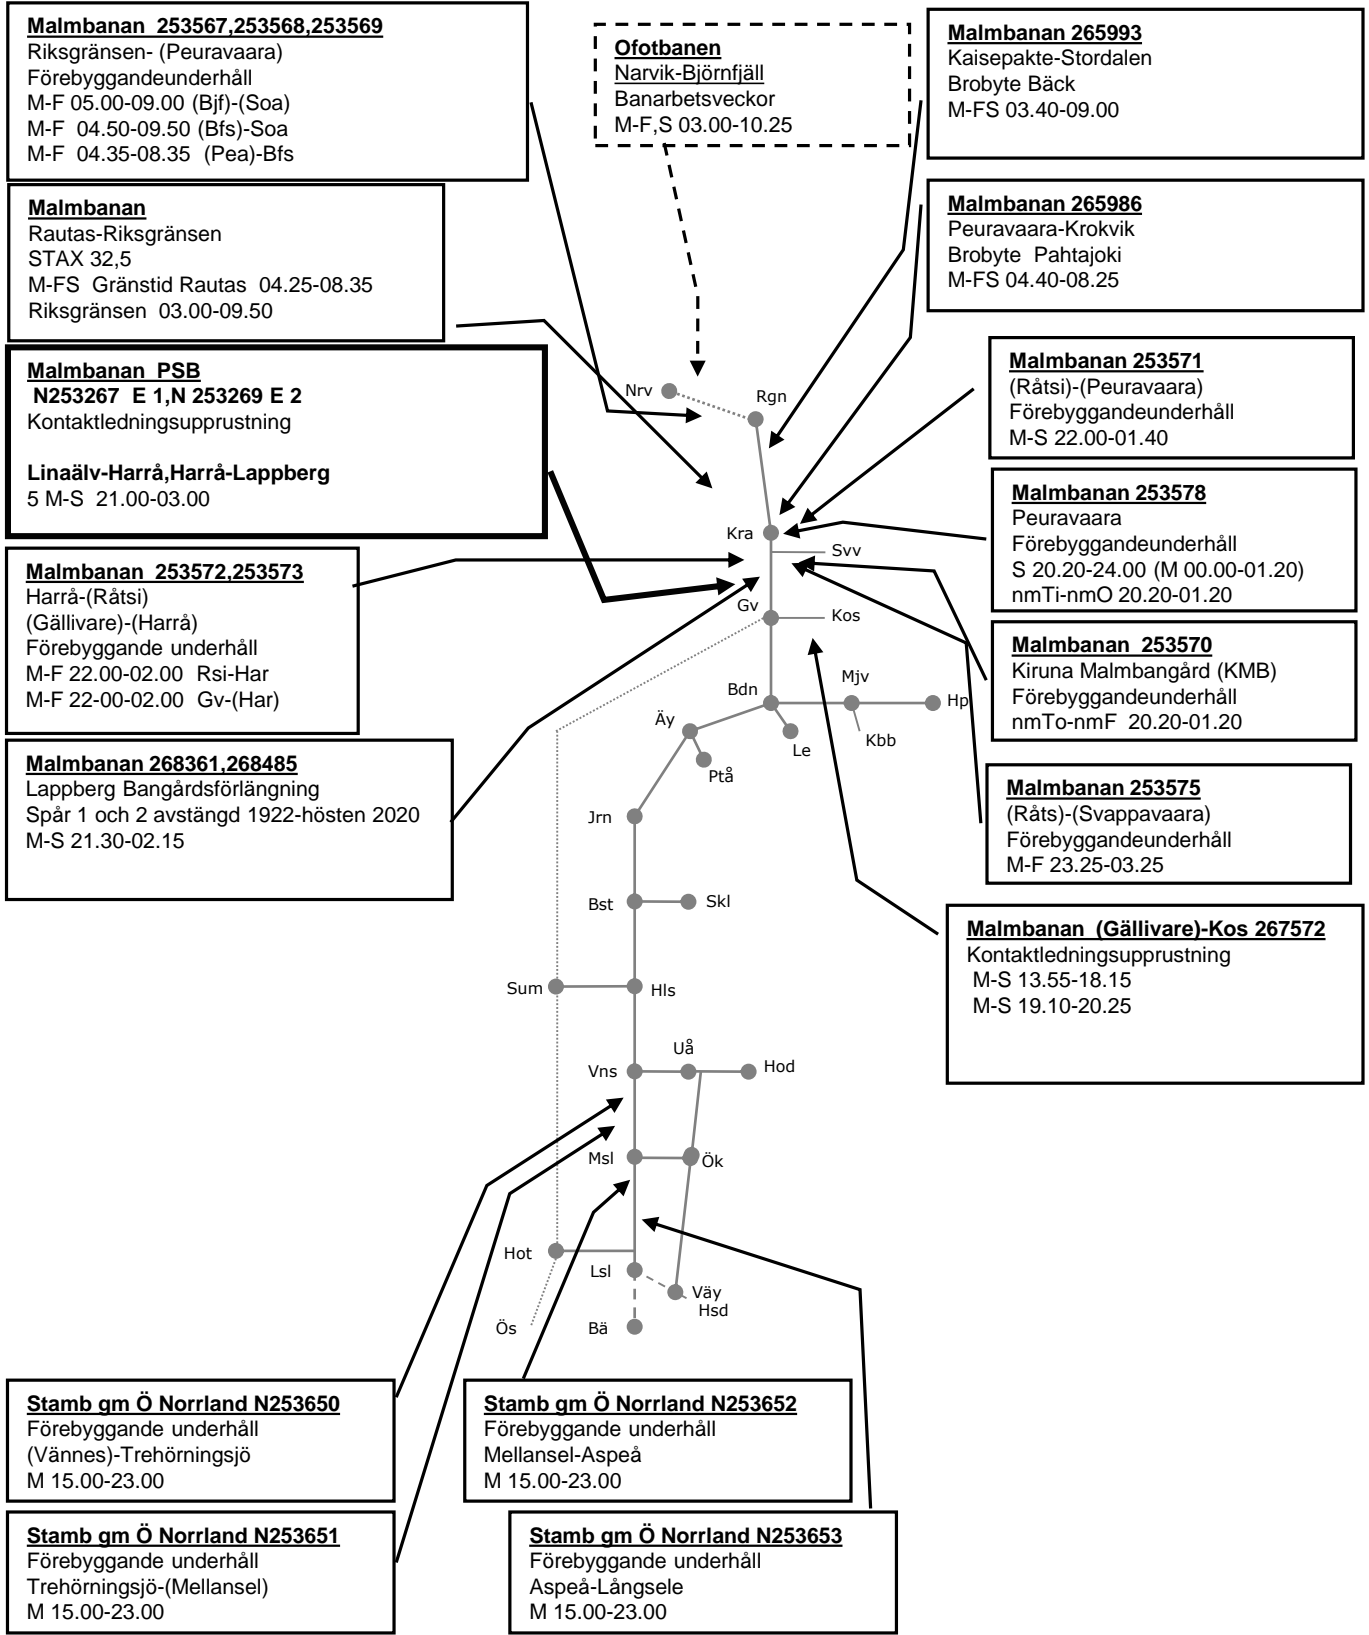 Malmbanan  253567,253568,253569
Riksgränsen- (Peuravaara)
Förebyggandeunderhåll
M-F 05.00-09.00 (Bjf)-(Soa)
M-F  04.50-09.50 (Bfs)-Soa
M-F  04.35-08.35  (Pea)-Bfs
Ofotbanen
Narvik-Björnfjäll
Banarbetsveckor
M-F,S 03.00-10.25
Malmbanan 265993
Kaisepakte-Stordalen
Brobyte Bäck
M-FS 03.40-09.00
Malmbanan
Rautas-Riksgränsen
STAX 32,5
M-FS  Gränstid Rautas  04.25-08.35
Riksgränsen  03.00-09.50
Malmbanan 265986
Peuravaara-Krokvik
Brobyte  Pahtajoki
M-FS 04.40-08.25
Malmbanan  PSB
N253267  E 1,N 253269 E 2
Kontaktledningsupprustning
Linaälv-Harrå,Harrå-Lappberg
5 M-S  21.00-03.00
Malmbanan 253571
(Råtsi)-(Peuravaara)
Förebyggandeunderhåll
M-S 22.00-01.40
Malmbanan 253578
Peuravaara
Förebyggandeunderhåll
S 20.20-24.00 (M 00.00-01.20)
nmTi-nmO 20.20-01.20
Malmbanan  253572,253573
Harrå-(Råtsi)
(Gällivare)-(Harrå)
Förebyggande underhåll
M-F 22.00-02.00  Rsi-Har
M-F 22-00-02.00  Gv-(Har)
Malmbanan  253570
Kiruna Malmbangård (KMB)
Förebyggandeunderhåll
nmTo-nmF  20.20-01.20
Malmbanan 268361,268485
Lappberg Bangårdsförlängning
Spår 1 och 2 avstängd 1922-hösten 2020
M-S 21.30-02.15
Malmbanan 253575
(Råts)-(Svappavaara)
Förebyggandeunderhåll
M-F 23.25-03.25
Malmbanan  (Gällivare)-Kos 267572
Kontaktledningsupprustning
M-S 13.55-18.15
M-S 19.10-20.25
Nrv
Rgn
Kra
Svv
Gv
Kos
Bdn
Mjv
Hp
Äy
Le
Kbb
Ptå
Jrn
Bst
Skl
Sum
Hls
Uå
Vns
Hod
Msl
Ök
Hot
Lsl
Väy
Hsd
Ös
Bä
Stamb gm Ö Norrland N253650
Förebyggande underhåll
(Vännes)-Trehörningsjö
M 15.00-23.00
Stamb gm Ö Norrland N253652
Förebyggande underhåll
Mellansel-Aspeå
M 15.00-23.00
Stamb gm Ö Norrland N253651
Förebyggande underhåll
Trehörningsjö-(Mellansel)
M 15.00-23.00
Stamb gm Ö Norrland N253653
Förebyggande underhåll
Aspeå-Långsele
M 15.00-23.00